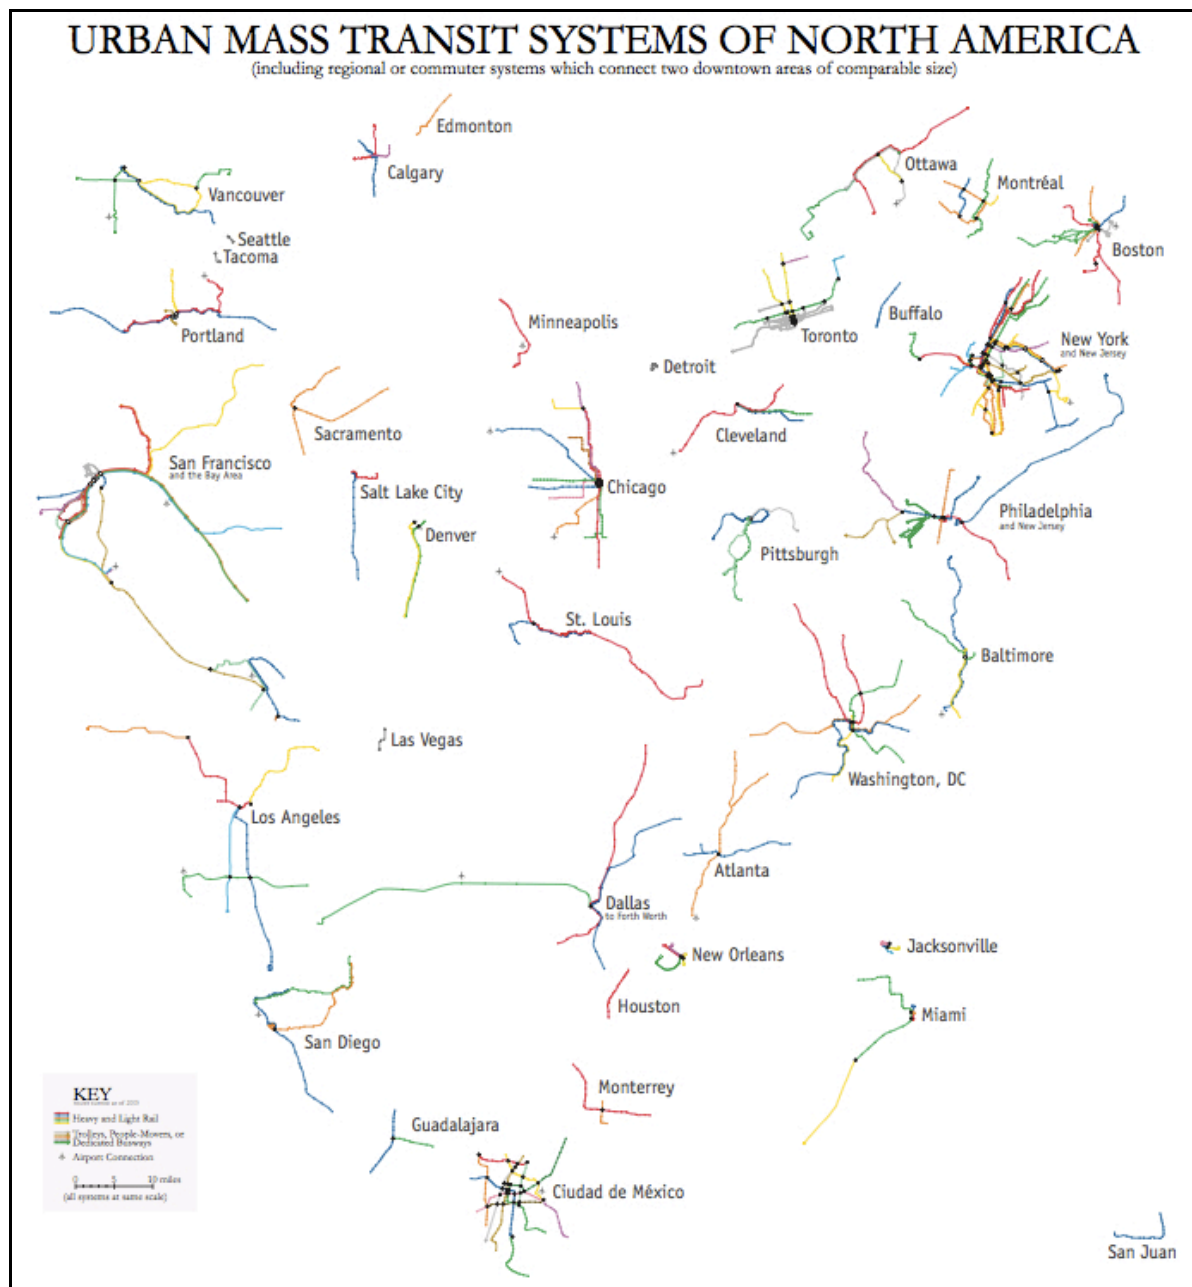 URBAN MASS TRANSIT SYSTEMS OF NORTH AMERICA
(including regional or commuter systems which connect two downtown areas of comparable size)
Edmonton
Calgary
Ottawa
Vancouver
Montréal
Seattle
Tacoma
Boston
Portland
Minneapolis
Toronto
Buffalo
New York
and New Jersey
Detroit
Sacramento
Cleveland
San Francisco
and the Bay Area
Salt Lake City
Chicago
Denver
Philadelphia
and New Jersey
Pittsburgh
St. Louis
Baltimore
Las Vegas
Washington, DC
Los Angeles
Atlanta
Dallas
to Forth Worth
New Orleans
Jacksonville
Houston
Miami
San Diego
Monterrey
Guadalajara
Ciudad de México
San Juan
KEY
Heavy and Light Rail
Trolleys, People-Movers, or
Dedicated Busways
Airport Connection
0 5 10 miles
(all systems at same scale)